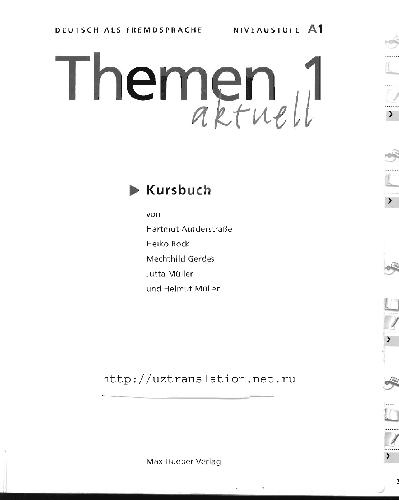 DEUTSCH ALS FREMDSPRACHE NIVEAUSTUFE A1
Themen 1
aktuell
Kursbuch
von
Hartmut Aufderstraße
Heiko Bock
Mechthild Gerdes
Jutta Müller
und Helmut Müller
http://uztranslation.net.ru
Max Hueber Verlag